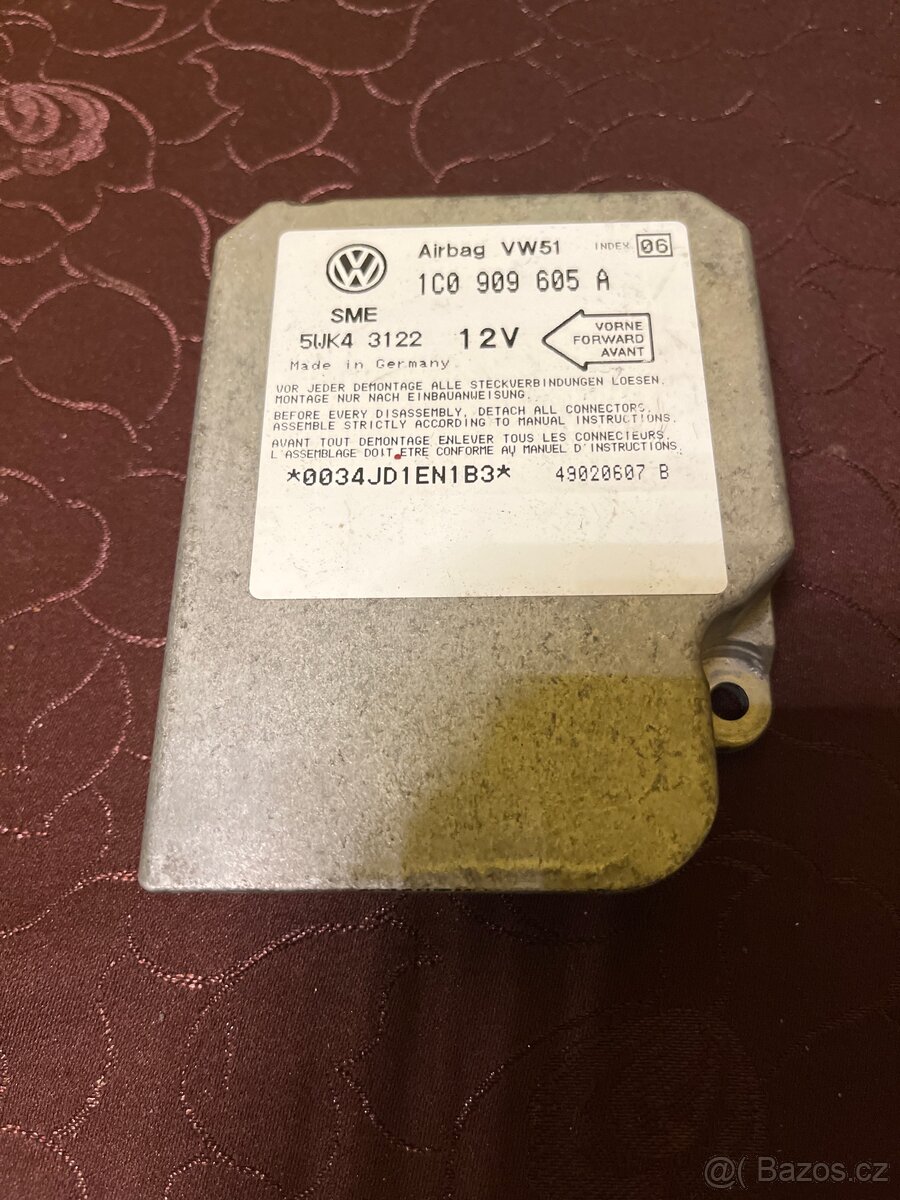 Airbag VW51 INDEX 06
1C0 909 605 A
SME
5WK4 3122 12V
VORNE
FORWARD
AVANT
Made in Germany
VOR JEDER DEMONTAGE ALLE STECKVERBINDUNGEN LOESEN.
MONTAGE NUR NACH EINBAUANWEISUNG.
BEFORE EVERY DISASSEMBLY, DETACH ALL CONNECTORS.
ASSEMBLE STRICTLY ACCORDING TO MANUAL INSTRUCTIONS.
AVANT TOUT DEMONTAGE ENLEVER TOUS LES CONNECTEURS.
L'ASSEMBLAGE DOIT ETRE CONFORME AU MANUEL D'INSTRUCTIONS.
*0034JD1EN1B3* 49020607 B
@( Bazos.cz